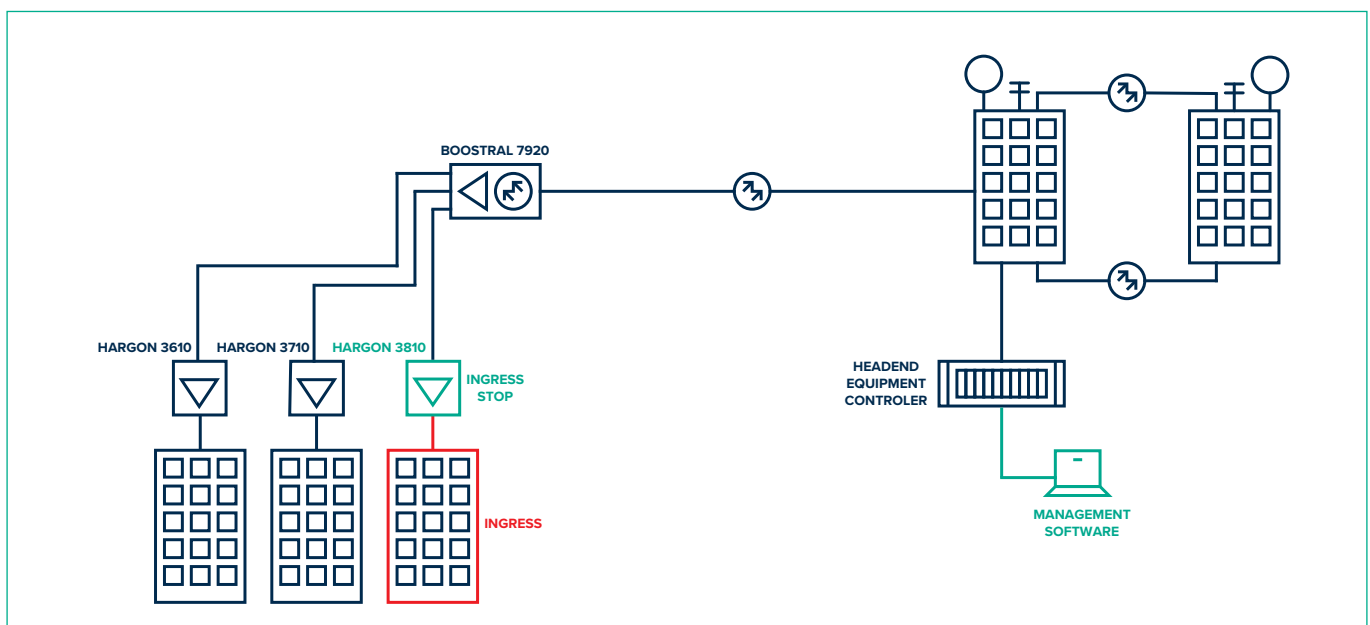 BOOSTRAL 7920
HARGON 3610
HARGON 3710
HARGON 3810
INGRESS
STOP
INGRESS
HEADEND
EQUIPMENT
CONTROLER
MANAGEMENT
SOFTWARE